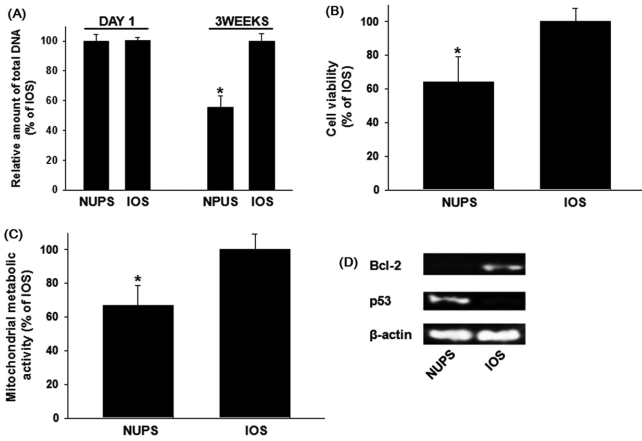 (A)
DAY 1
3WEEKS
Relative amount of total DNA
(% of IOS)
100
80
60
40
20
0
*
NUPS
IOS
NPUS
IOS
(B)
Cell viability
(% of IOS)
100
80
60
40
20
0
*
NUPS
IOS
(C)
Mitochondrial metabolic
activity (% of IOS)
100
80
60
40
20
0
*
NUPS
IOS
(D)
Bcl-2
p53
β-actin
NUPS
IOS